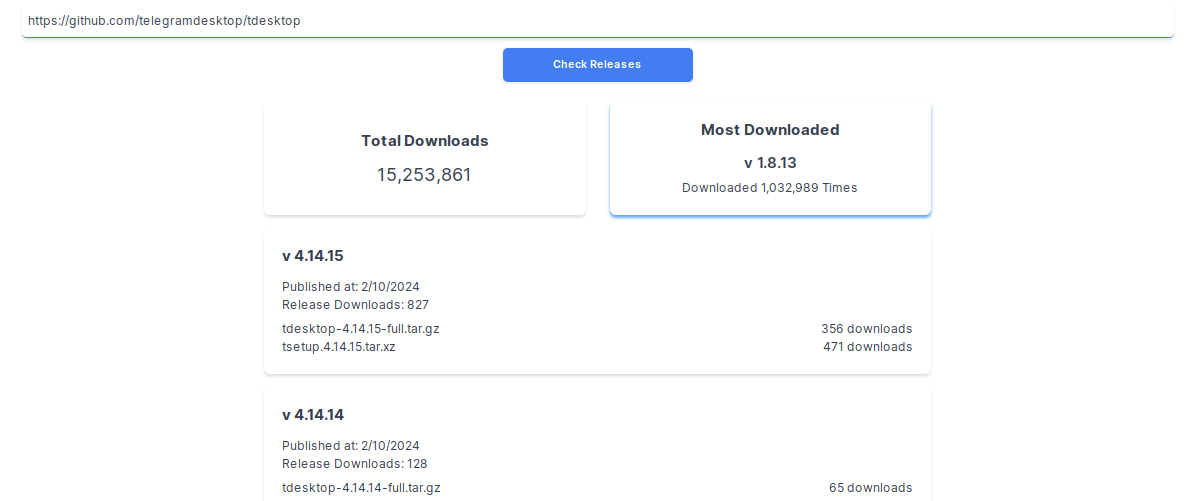 https://github.com/telegramdesktop/tdesktop
Check Releases
Total Downloads
15,253,861
Most Downloaded
v 1.8.13
Downloaded 1,032,989 Times
v 4.14.15
Published at: 2/10/2024
Release Downloads: 827
tdesktop-4.14.15-full.tar.gz 356 downloads
tsetup.4.14.15.tar.xz 471 downloads
v 4.14.14
Published at: 2/10/2024
Release Downloads: 128
tdesktop-4.14.14-full.tar.gz 65 downloads